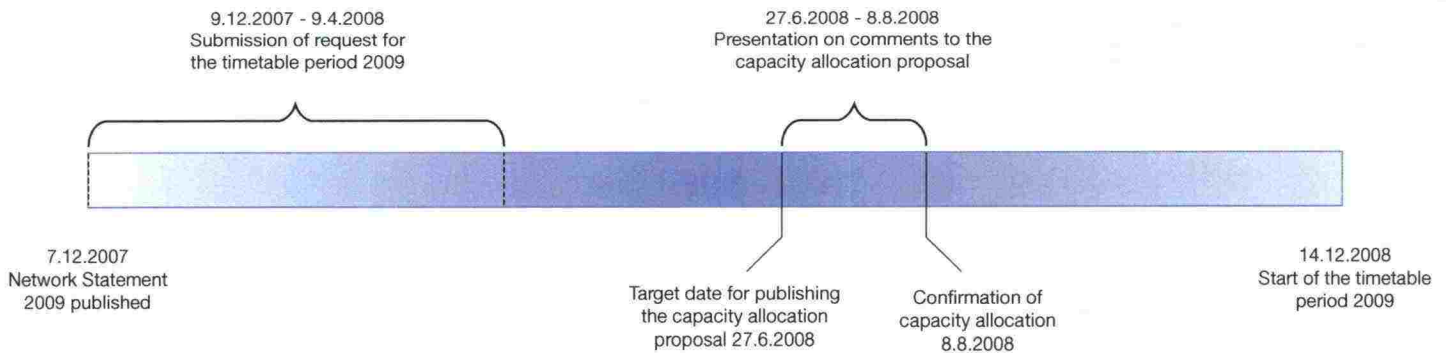 9.12.2007 - 9.4.2008
Submission of request for
the timetable period 2009
27.6.2008 - 8.8.2008
Presentation on comments to the
capacity allocation proposal
7.12.2007
Network Statement
2009 published
Target date for publishing
the capacity allocation
proposal 27.6.2008
Confirmation of
capacity allocation
8.8.2008
14.12.2008
Start of the timetable
period 2009